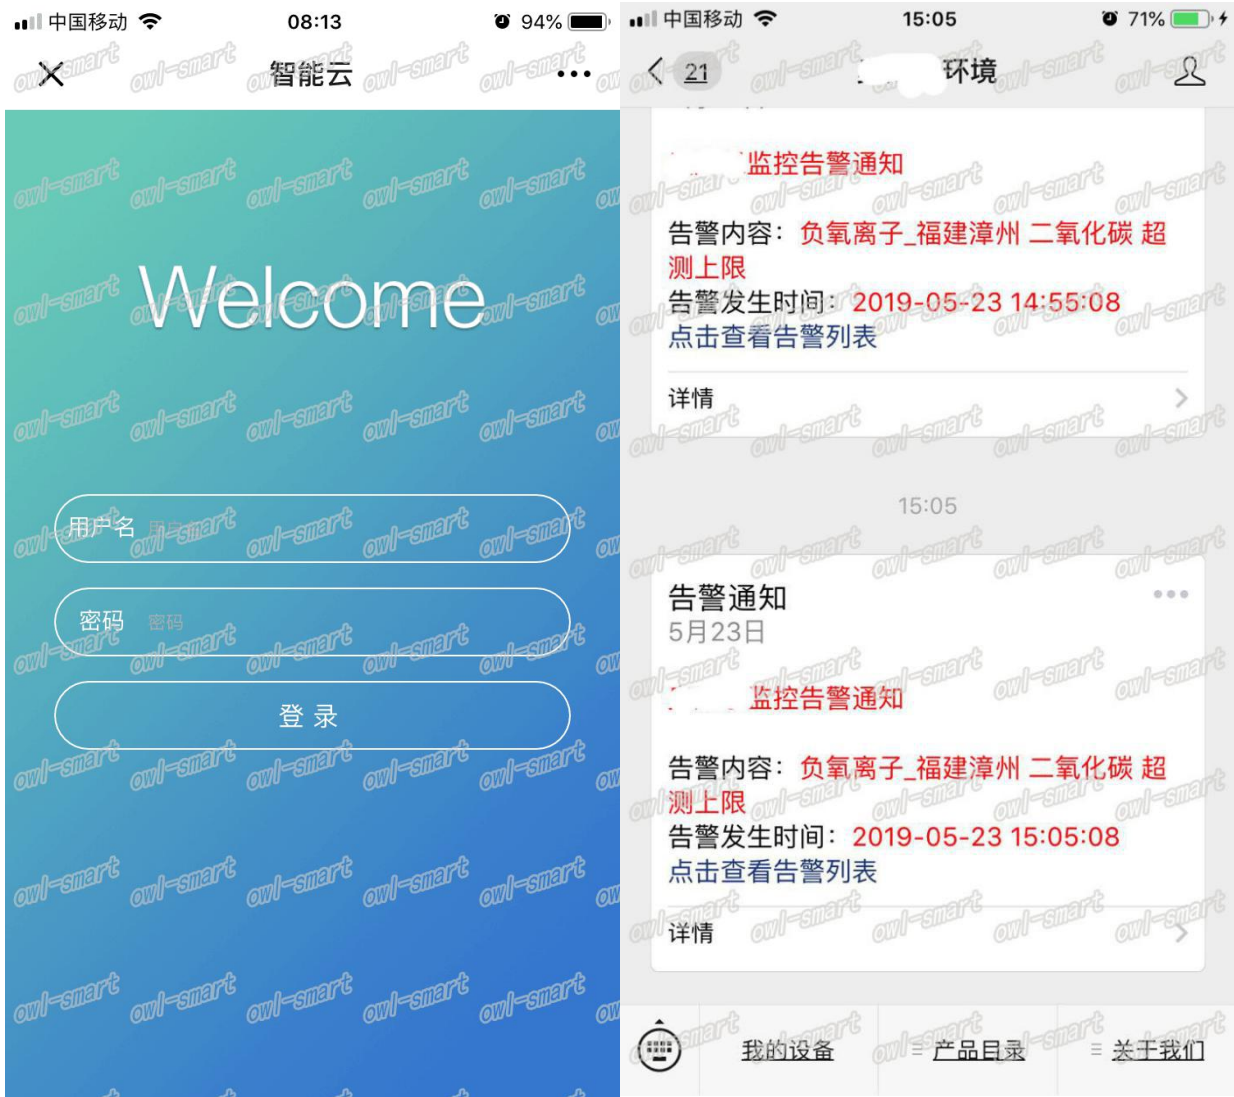 中国移动
08:13
94%
智能云
Welcome
用户名
密码 密码
登 录
中国移动
15:05
71%
21
环境
监控告警通知
告警内容：负氧离子_福建漳州 二氧化碳 超
测上限
告警发生时间：2019-05-23 14:55:08
点击查看告警列表
详情
15:05
告警通知
5月23日
监控告警通知
告警内容：负氧离子_福建漳州 二氧化碳 超
测上限
告警发生时间：2019-05-23 15:05:08
点击查看告警列表
详情
我的设备
产品目录
关于我们
owl-smart